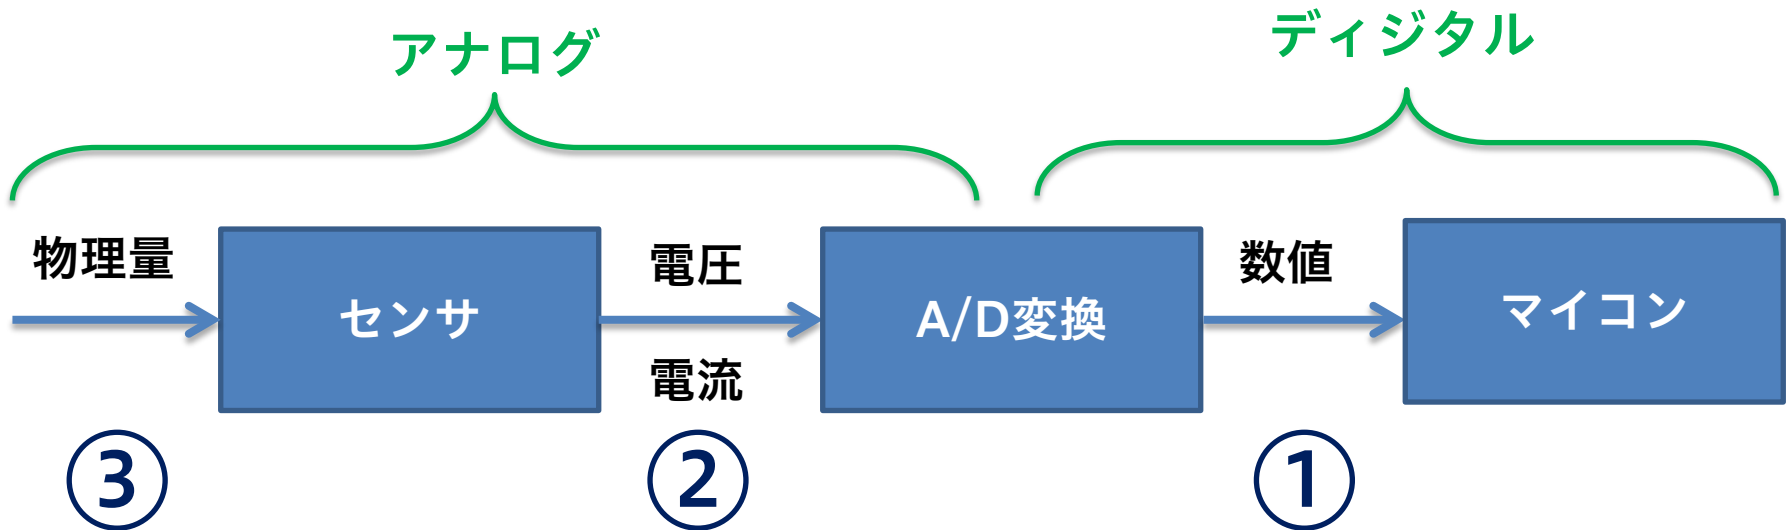 アナログ
ディジタル
物理量
センサ
電圧
電流
A/D変換
数値
マイコン
③
②
①